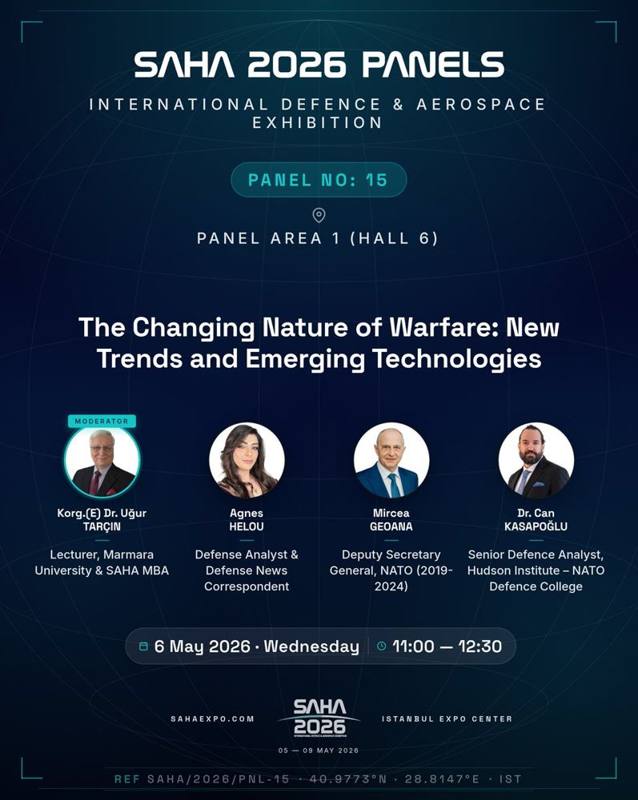 SAHA 2026 PANELS
INTERNATIONAL DEFENCE & AEROSPACE
EXHIBITION
PANEL NO: 15
PANEL AREA 1 (HALL 6)
The Changing Nature of Warfare: New
Trends and Emerging Technologies
MODERATOR
Korg.(E) Dr. Uğur
TARÇIN
Lecturer, Marmara
University & SAHA MBA
Agnes
HELOU
Defense Analyst &
Defense News
Correspondent
Mircea
GEOANA
Deputy Secretary
General, NATO (2019-
2024)
Dr. Can
KASAPOĞLU
Senior Defence Analyst,
Hudson Institute – NATO
Defence College
6 May 2026 · Wednesday
11:00 — 12:30
SAHAEXPO.COM
SAHA
2026
INTERNATIONAL DEFENCE & AEROSPACE EXHIBITION
ISTANBUL EXPO CENTER
05 — 09 MAY 2026
REF SAHA/2026/PNL-15 · 40.9773°N · 28.8147°E · IST